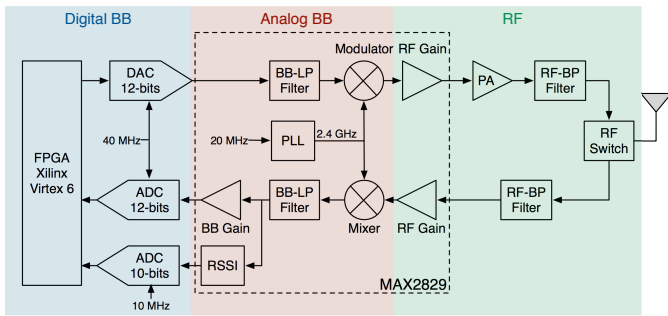 Digital BB
Analog BB
RF
DAC
12-bits
BB-LP
Filter
Modulator
RF Gain
PA
RF-BP
Filter
40 MHz
20 MHz
PLL
2.4 GHz
RF
Switch
FPGA
Xilinx
Virtex 6
ADC
12-bits
BB Gain
BB-LP
Filter
Mixer
RF Gain
RF-BP
Filter
ADC
10-bits
RSSI
MAX2829
10 MHz